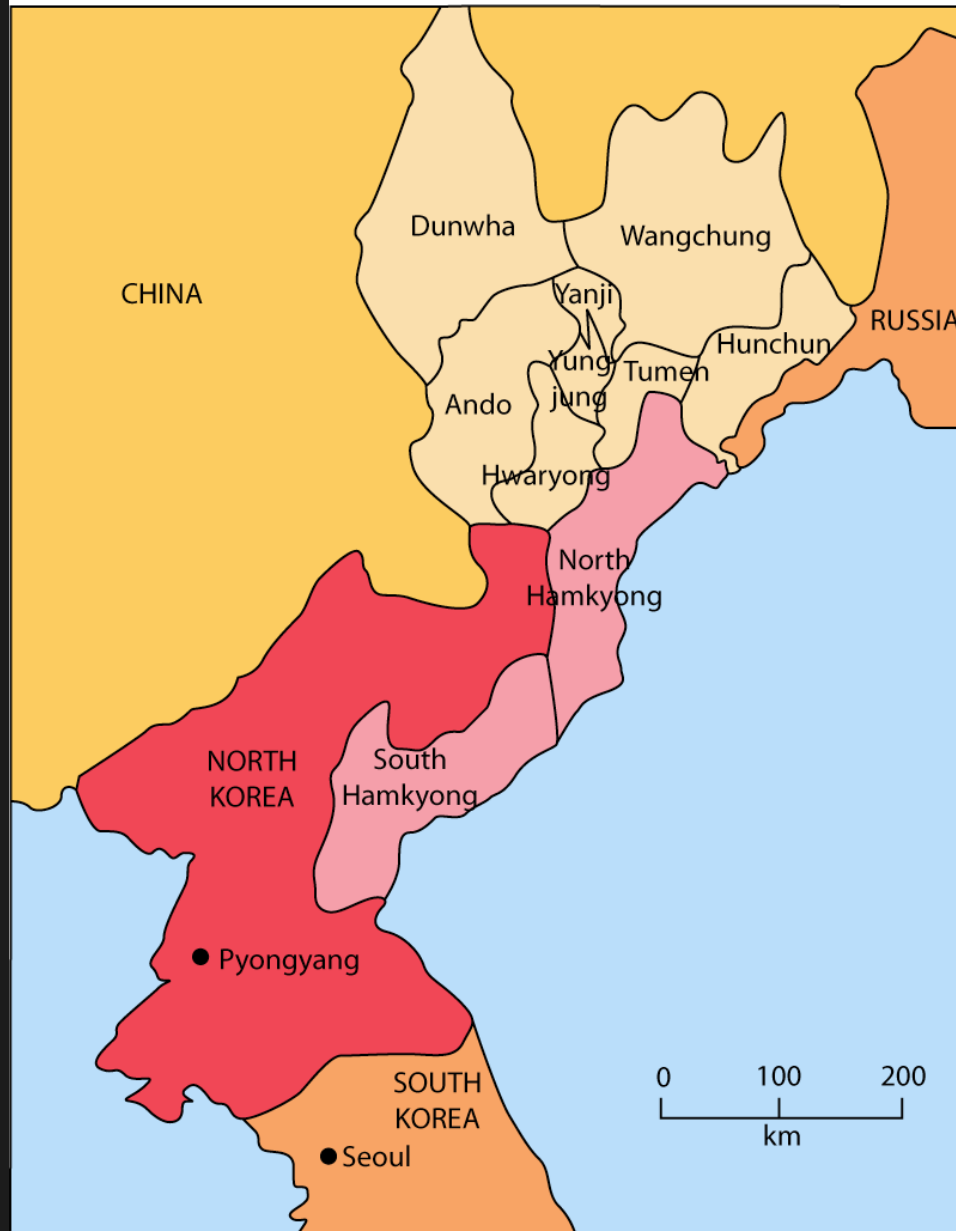 Dunwha
Wangchung
CHINA
Yanji
RUSSIA
Hunchun
Yung
jung
Tumen
Ando
Hwaryong
North
Hamkyong
NORTH
KOREA
South
Hamkyong
Pyongyang
0 100 200
km
SOUTH
KOREA
Seoul